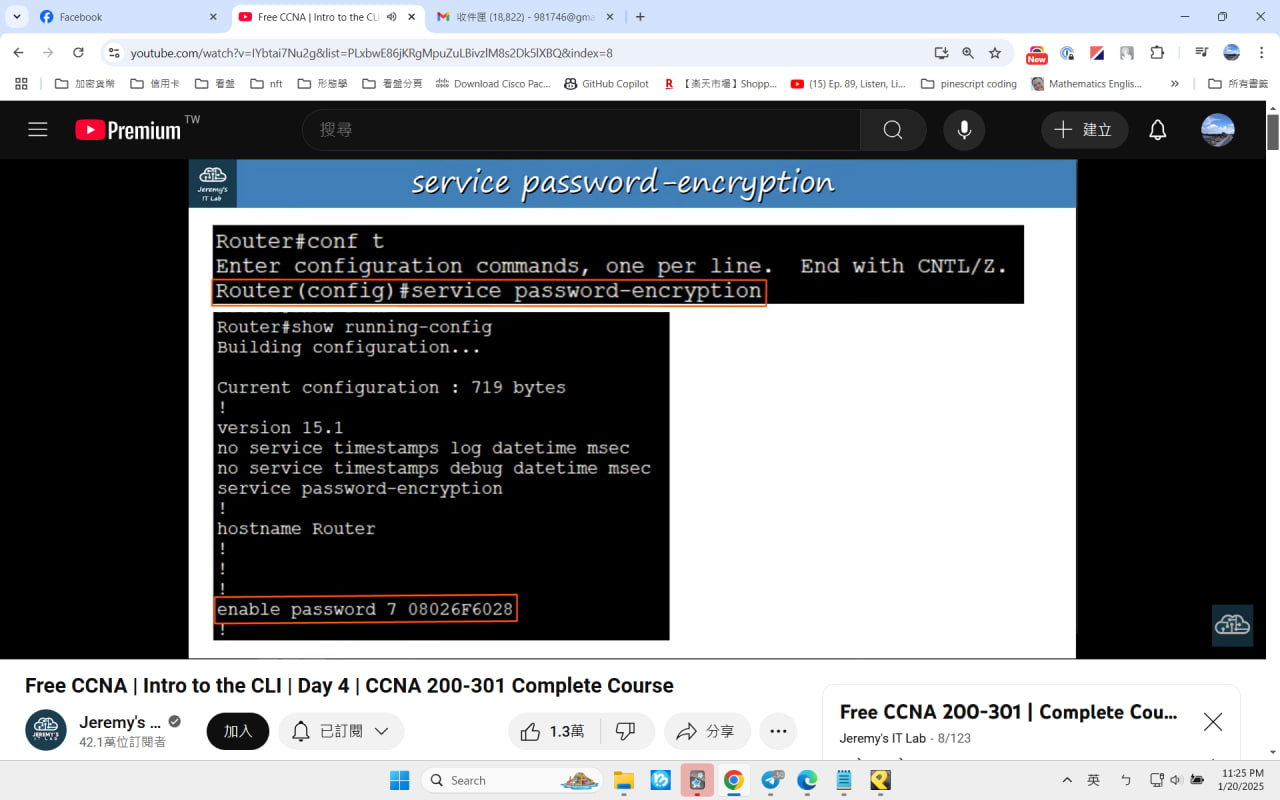 Facebook
Free CCNA | Intro to the CLI
收件匣 (18,822) - 981746@gma
youtube.com/watch?v=IYbtai7Nu2g&list=PLxbwE86jKRgMpuZuLBivzlM8s2Dk5lXBQ&index=8
New
加密貨幣
信用卡
看盤
nft
形態學
看盤分頁
Download Cisco Pac...
GitHub Copilot
R
【楽天市場】Shopp...
(15) Ep. 89, Listen, Li...
pinescript coding
Mathematics Englis...
所有書籤
Premium TW
搜尋
建立
Jeremy's
IT Lab
service password-encryption
Router#conf t
Enter configuration commands, one per line.  End with CNTL/Z.
Router(config)#service password-encryption
Router#show running-config
Building configuration...
Current configuration : 719 bytes
!
version 15.1
no service timestamps log datetime msec
no service timestamps debug datetime msec
service password-encryption
!
hostname Router
!
!
!
enable password 7 08026F6028
!
Free CCNA | Intro to the CLI | Day 4 | CCNA 200-301 Complete Course
JEREMY'S
IT LAB
Jeremy's ...
42.1萬位訂閱者
加入
已訂閱
1.3萬
分享
Free CCNA 200-301 | Complete Cou...
Jeremy's IT Lab - 8/123
Search
英
ㄅ
11:25 PM
1/20/2025